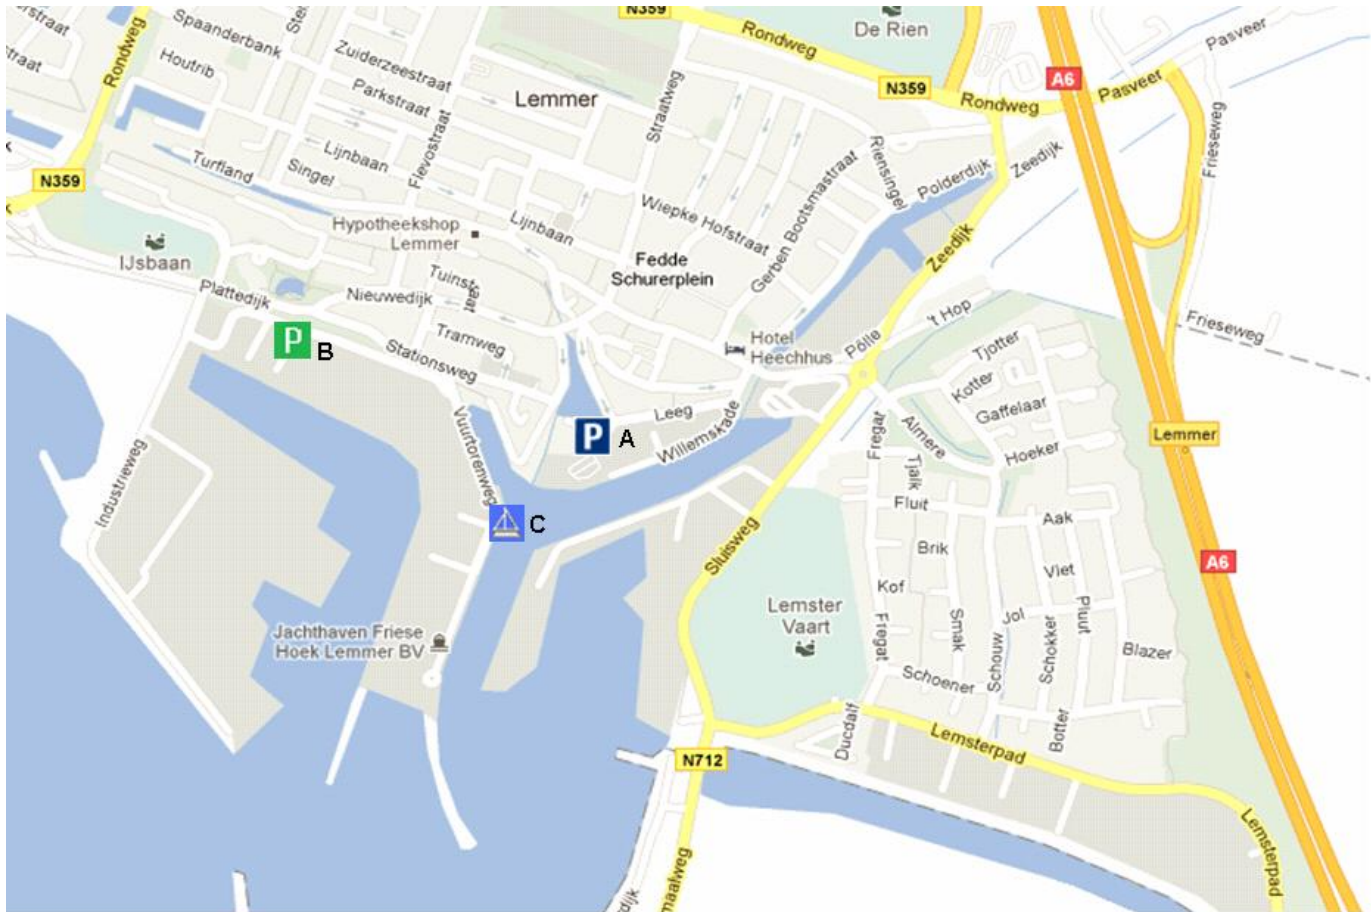 N359
De Rien
Pasveer
Rondweg
Spaanderbank
Houtrib
Rondweg
Zuiderzeestraat
Parkstraat
Lemmer
Straatweg
N359
Rondweg
A6
Pasveer
Frieseweg
N359
Turfland
Singel
Lijnbaan
Flevostraat
Riensingel
Polderdijk
Zeedijk
Hypotheekshop
Lemmer
Lijnbaan
Wiepke Hofstraat
Gerben Bootsmastraat
Zeedijk
IJsbaan
Fedde
Schurerplein
Plattedijk
Nieuwedijk
Tramweg
Stationsweg
P
B
Hotel
Heechhus
Pôlle
't Hop
Frieseweg
Tjotter
Kotter
Gaffelaar
Hoeker
Vuurtorenweg
P
A
Leeg
Willemskade
Fregat
Almere
Lemmer
Industrieweg
C
Tjalk
Fluit
Aak
Sluisweg
Brik
Vlet
A6
Kof
Lemster
Vaart
Fregat
Smak
Jol
Pluut
Schouw
Schokker
Blazer
Jachthaven Friese
Hoek Lemmer BV
Schoener
Ducdalf
Botter
Lemsterpad
N712
Lemsterpad